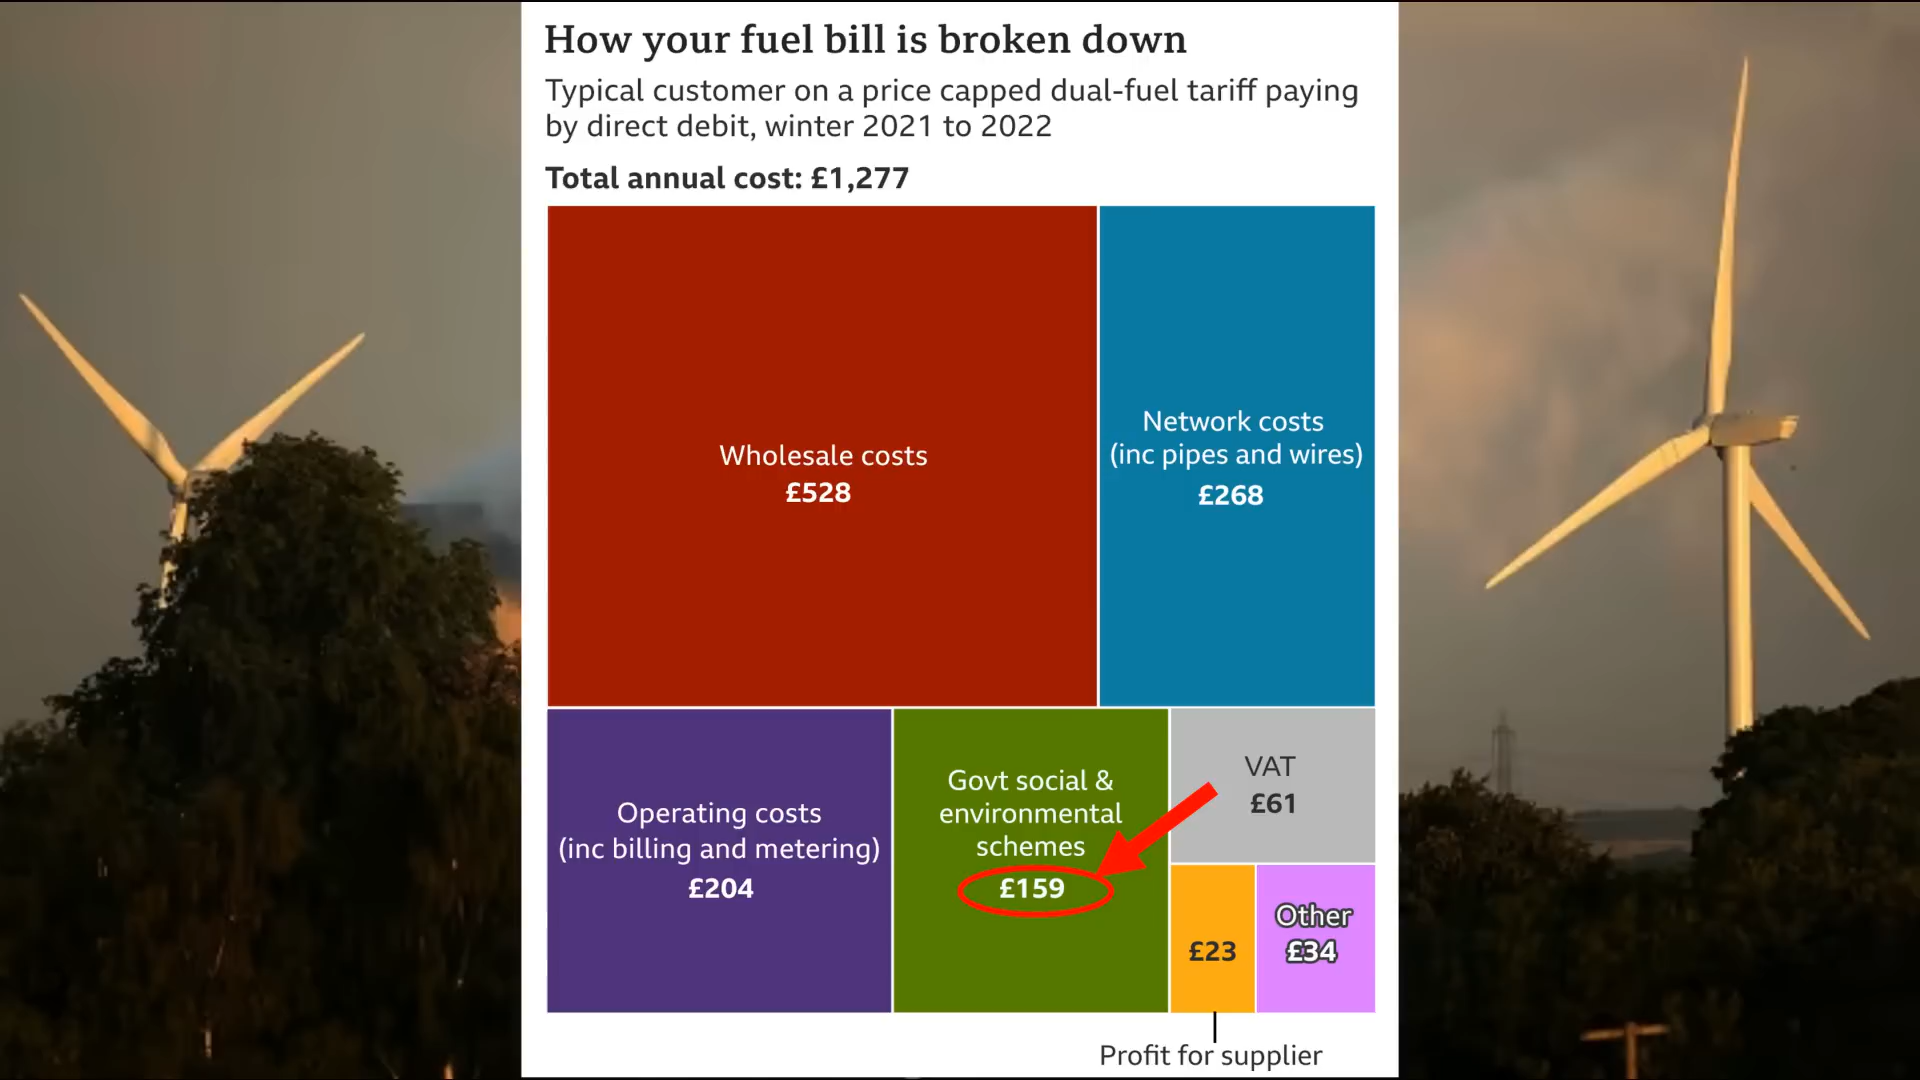 How your fuel bill is broken down
Typical customer on a price capped dual-fuel tariff paying
by direct debit, winter 2021 to 2022
Total annual cost: £1,277
Wholesale costs
£528
Network costs
(inc pipes and wires)
£268
Operating costs
(inc billing and metering)
£204
Govt social &
environmental
schemes
£159
VAT
£61
£23
Other
£34
Profit for supplier